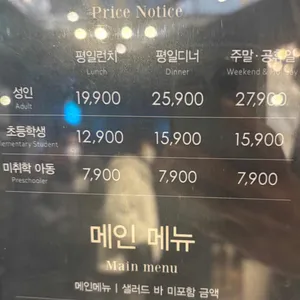 Price Notice
평일런치 평일디너 주말·공휴일
Lunch Dinner Weekend &
성인 19,900 25,900 27,900
Adult
초등학생 12,900 15,900 15,900
Elementary Student
미취학 아동 7,900 7,900 7,900
Preschooler
메인 메뉴
Main menu
메인메뉴 | 샐러드 바 미포함 금액